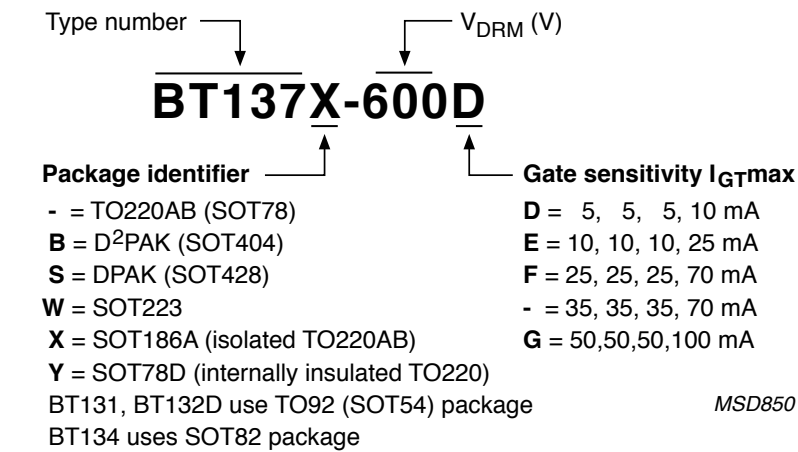 Type number
V_DRM (V)
BT137X-600D
Package identifier
- = TO220AB (SOT78)
B = D²PAK (SOT404)
S = DPAK (SOT428)
W = SOT223
X = SOT186A (isolated TO220AB)
Y = SOT78D (internally insulated TO220)
BT131, BT132D use TO92 (SOT54) package
BT134 uses SOT82 package
Gate sensitivity I_GTmax
D = 5, 5, 5, 10 mA
E = 10, 10, 10, 25 mA
F = 25, 25, 25, 70 mA
- = 35, 35, 35, 70 mA
G = 50,50,50,100 mA
MSD850